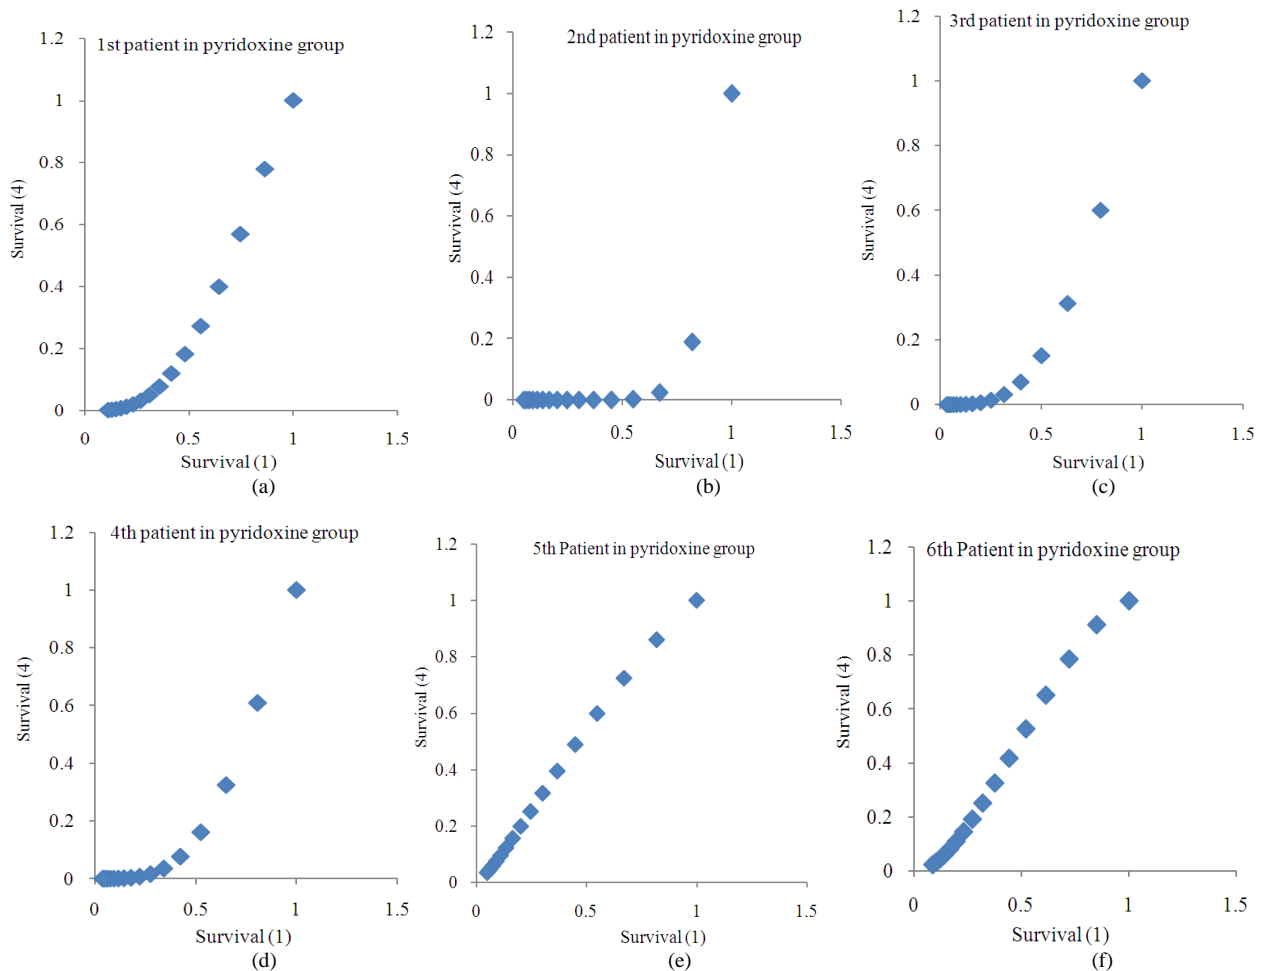 1st patient in pyridoxine group
1.2
1
0.8
0.6
0.4
0.2
0
0 0.5 1 1.5
Survival (4)
Survival (1)
(a)
2nd patient in pyridoxine group
1.2
1
0.8
0.6
0.4
0.2
0
0 0.5 1 1.5
Survival (4)
Survival (1)
(b)
3rd patient in pyridoxine group
1.2
1
0.8
0.6
0.4
0.2
0
0 0.5 1 1.5
Survival (4)
Survival (1)
(c)
4th patient in pyridoxine group
1.2
1
0.8
0.6
0.4
0.2
0
0 0.5 1 1.5
Survival (4)
Survival (1)
(d)
5th Patient in pyridoxine group
1.2
1
0.8
0.6
0.4
0.2
0
0 0.5 1 1.5
Survival (4)
Survival (1)
(e)
6th Patient in pyridoxine group
1.2
1
0.8
0.6
0.4
0.2
0
0 0.5 1 1.5
Survival (4)
Survival (1)
(f)